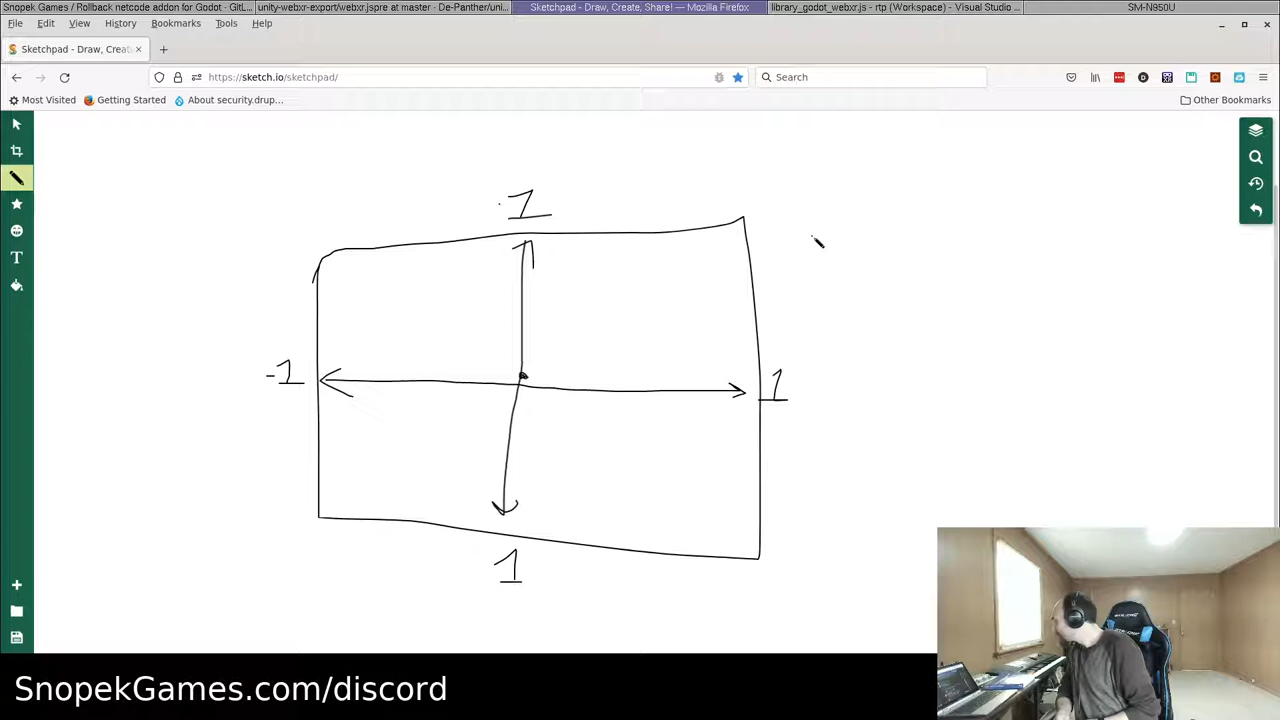 Snopek Games / Rollback netcode addon for Godot · GitL...
unity-webxr-export/webxr.jspre at master · De-Panther/uni...
Sketchpad - Draw, Create, Share! — Mozilla Firefox
library_godot_webxr.js - rtp (Workspace) - Visual Studio ...
SM-N950U
File Edit View History Bookmarks Tools Help
Sketchpad - Draw, Creat
https://sketch.io/sketchpad/
Search
Most Visited Getting Started About security.drup... Other Bookmarks
-1
-1
1
1
SnopekGames.com/discord